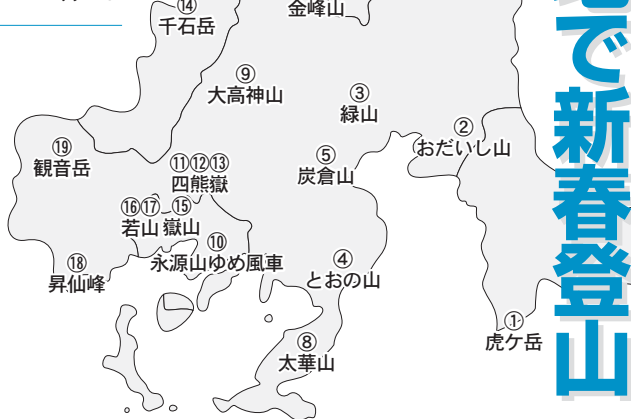 で新春登山
⑭
千石岳
金峰山
⑨
大高神山
③
緑山
②
おだいし山
⑲
観音岳
⑪⑫⑬
四熊嶽
⑤
炭倉山
⑯⑰ ⑮
若山 嶽山
⑩
永源山ゆめ風車
⑱
昇仙峰
④
とおの山
①
虎ケ岳
⑧
太華山